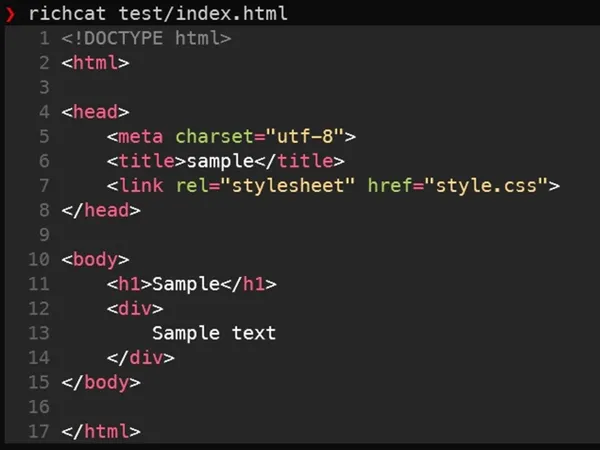 ❯ richcat test/index.html
1 <!DOCTYPE html>
2 <html>
3
4 <head>
5     <meta charset="utf-8">
6     <title>sample</title>
7     <link rel="stylesheet" href="style.css">
8 </head>
9
10 <body>
11     <h1>Sample</h1>
12     <div>
13         Sample text
14     </div>
15 </body>
16
17 </html>